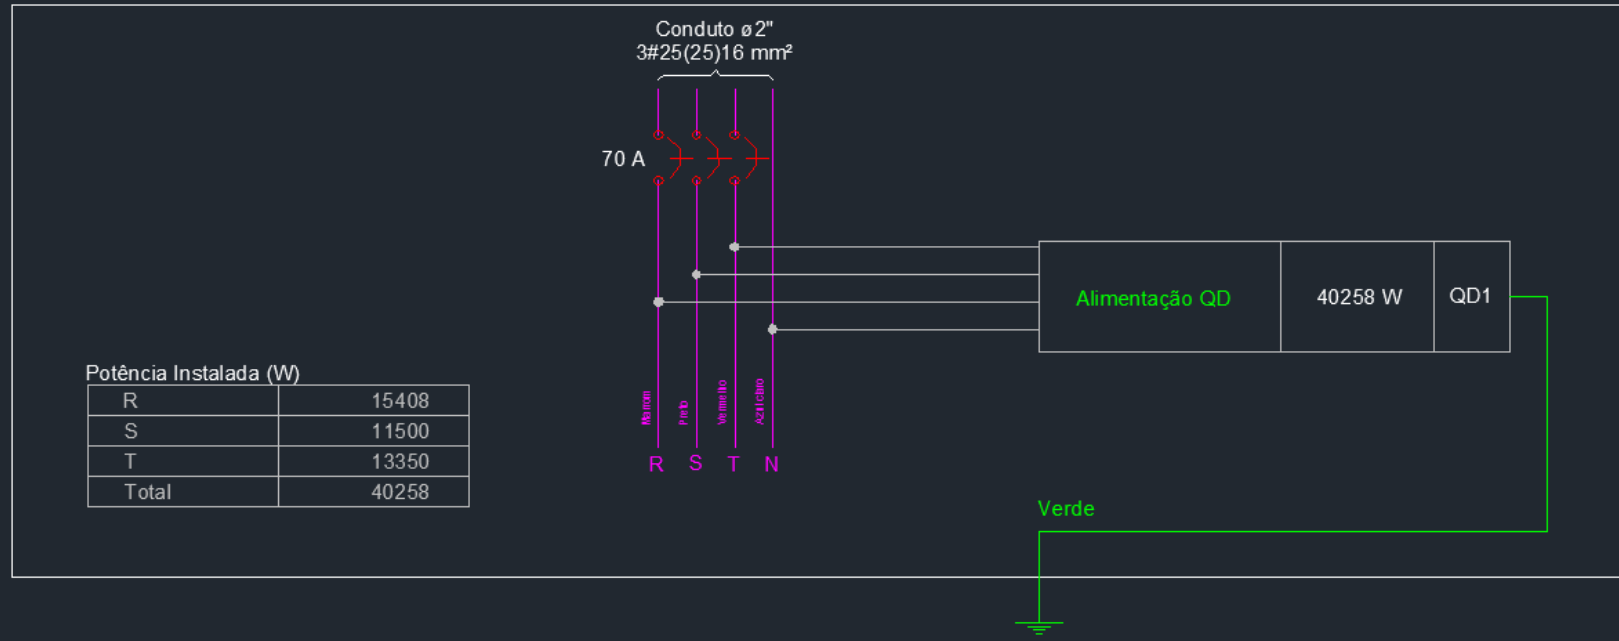 Conduto ø2"
3#25(25)16 mm²
70 A
Alimentação QD 40258 W QD1
Potência Instalada (W)
R 15408
S 11500
T 13350
Total 40258
Marrom
Preto
Vermelho
Azul claro
R S T N
Verde